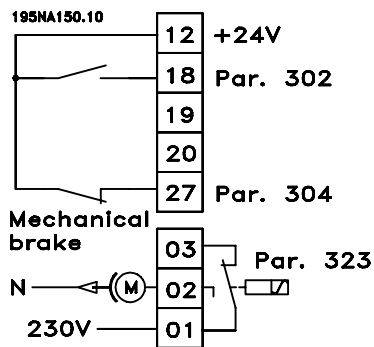 195NA150.10
12 +24V
18 Par. 302
19
20
27 Par. 304
Mechanical
brake
03
Par. 323
N M 02
230V 01